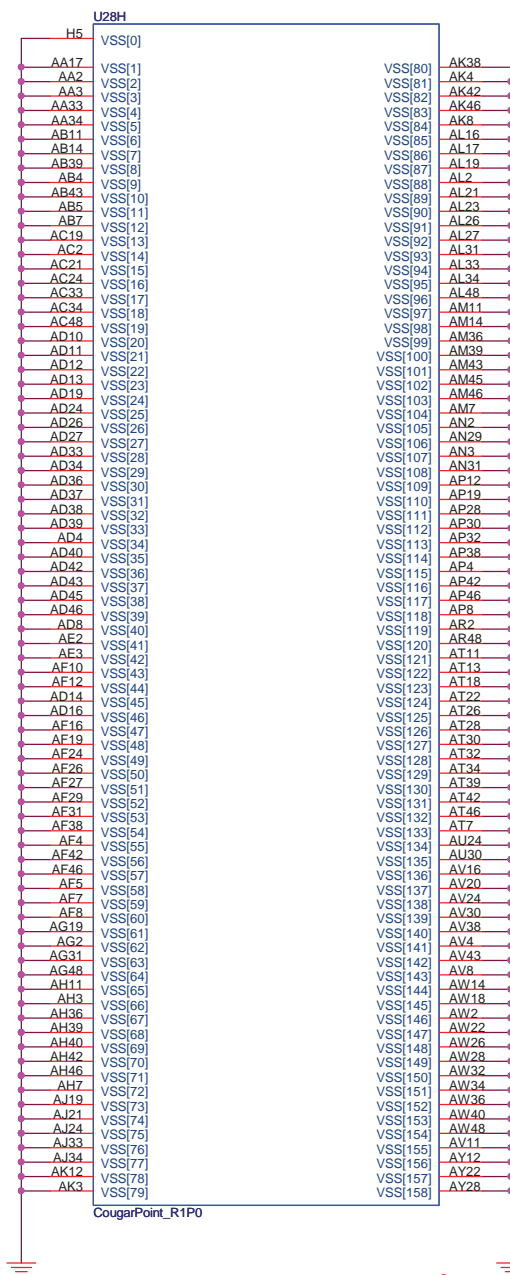 U28H
H5 VSS[0]
AA17 VSS[1] VSS[80] AK38
AA2 VSS[2] VSS[81] AK4
AA3 VSS[3] VSS[82] AK42
AA33 VSS[4] VSS[83] AK46
AA34 VSS[5] VSS[84] AK8
AB11 VSS[6] VSS[85] AL16
AB14 VSS[7] VSS[86] AL17
AB39 VSS[8] VSS[87] AL19
AB4 VSS[9] VSS[88] AL2
AB43 VSS[10] VSS[89] AL21
AB5 VSS[11] VSS[90] AL23
AB7 VSS[12] VSS[91] AL26
AC19 VSS[13] VSS[92] AL27
AC2 VSS[14] VSS[93] AL31
AC21 VSS[15] VSS[94] AL33
AC24 VSS[16] VSS[95] AL34
AC33 VSS[17] VSS[96] AL48
AC34 VSS[18] VSS[97] AM11
AC48 VSS[19] VSS[98] AM14
AD10 VSS[20] VSS[99] AM36
AD11 VSS[21] VSS[100] AM39
AD12 VSS[22] VSS[101] AM43
AD13 VSS[23] VSS[102] AM45
AD19 VSS[24] VSS[103] AM46
AD24 VSS[25] VSS[104] AM7
AD26 VSS[26] VSS[105] AN2
AD27 VSS[27] VSS[106] AN29
AD33 VSS[28] VSS[107] AN3
AD34 VSS[29] VSS[108] AN31
AD36 VSS[30] VSS[109] AP12
AD37 VSS[31] VSS[110] AP19
AD38 VSS[32] VSS[111] AP28
AD39 VSS[33] VSS[112] AP30
AD4 VSS[34] VSS[113] AP32
AD40 VSS[35] VSS[114] AP38
AD42 VSS[36] VSS[115] AP4
AD43 VSS[37] VSS[116] AP42
AD45 VSS[38] VSS[117] AP46
AD46 VSS[39] VSS[118] AP8
AD8 VSS[40] VSS[119] AR2
AE2 VSS[41] VSS[120] AR48
AE3 VSS[42] VSS[121] AT11
AF10 VSS[43] VSS[122] AT13
AF12 VSS[44] VSS[123] AT18
AD14 VSS[45] VSS[124] AT22
AD16 VSS[46] VSS[125] AT26
AF16 VSS[47] VSS[126] AT28
AF19 VSS[48] VSS[127] AT30
AF24 VSS[49] VSS[128] AT32
AF26 VSS[50] VSS[129] AT34
AF27 VSS[51] VSS[130] AT39
AF29 VSS[52] VSS[131] AT42
AF31 VSS[53] VSS[132] AT46
AF38 VSS[54] VSS[133] AT7
AF4 VSS[55] VSS[134] AU24
AF42 VSS[56] VSS[135] AU30
AF46 VSS[57] VSS[136] AV16
AF5 VSS[58] VSS[137] AV20
AF7 VSS[59] VSS[138] AV24
AF8 VSS[60] VSS[139] AV30
AG19 VSS[61] VSS[140] AV38
AG2 VSS[62] VSS[141] AV4
AG31 VSS[63] VSS[142] AV43
AG48 VSS[64] VSS[143] AV8
AH11 VSS[65] VSS[144] AW14
AH3 VSS[66] VSS[145] AW18
AH36 VSS[67] VSS[146] AW2
AH39 VSS[68] VSS[147] AW22
AH40 VSS[69] VSS[148] AW26
AH42 VSS[70] VSS[149] AW28
AH46 VSS[71] VSS[150] AW32
AH7 VSS[72] VSS[151] AW34
AJ19 VSS[73] VSS[152] AW36
AJ21 VSS[74] VSS[153] AW40
AJ24 VSS[75] VSS[154] AW48
AJ33 VSS[76] VSS[155] AV11
AJ34 VSS[77] VSS[156] AY12
AK12 VSS[78] VSS[157] AY22
AK3 VSS[79] VSS[158] AY28
CougarPoint_R1P0